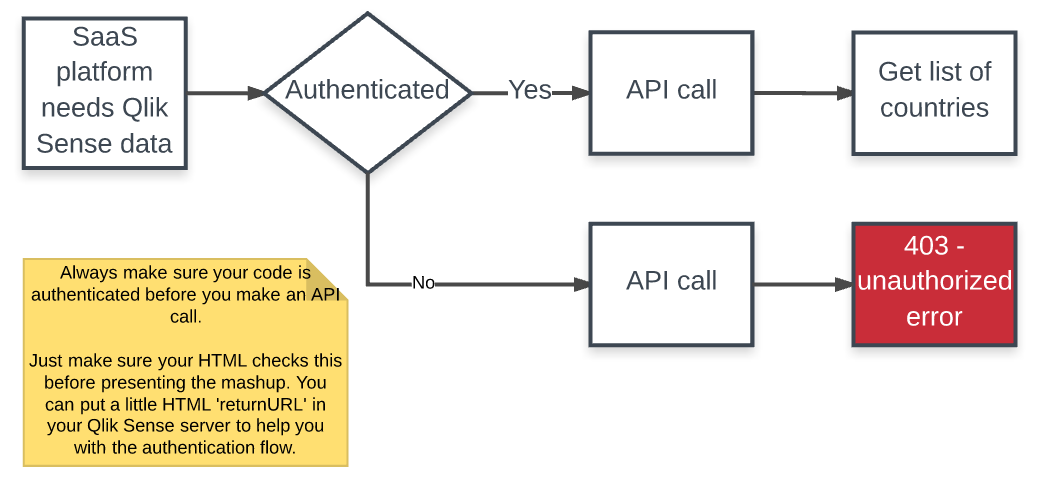 SaaS
platform
needs Qlik
Sense data
Authenticated
Yes
API call
Get list of
countries
No
API call
403 -
unauthorized
error
Always make sure your code is
authenticated before you make an API
call.
Just make sure your HTML checks this
before presenting the mashup. You
can put a little HTML 'returnURL' in
your Qlik Sense server to help you
with the authentication flow.